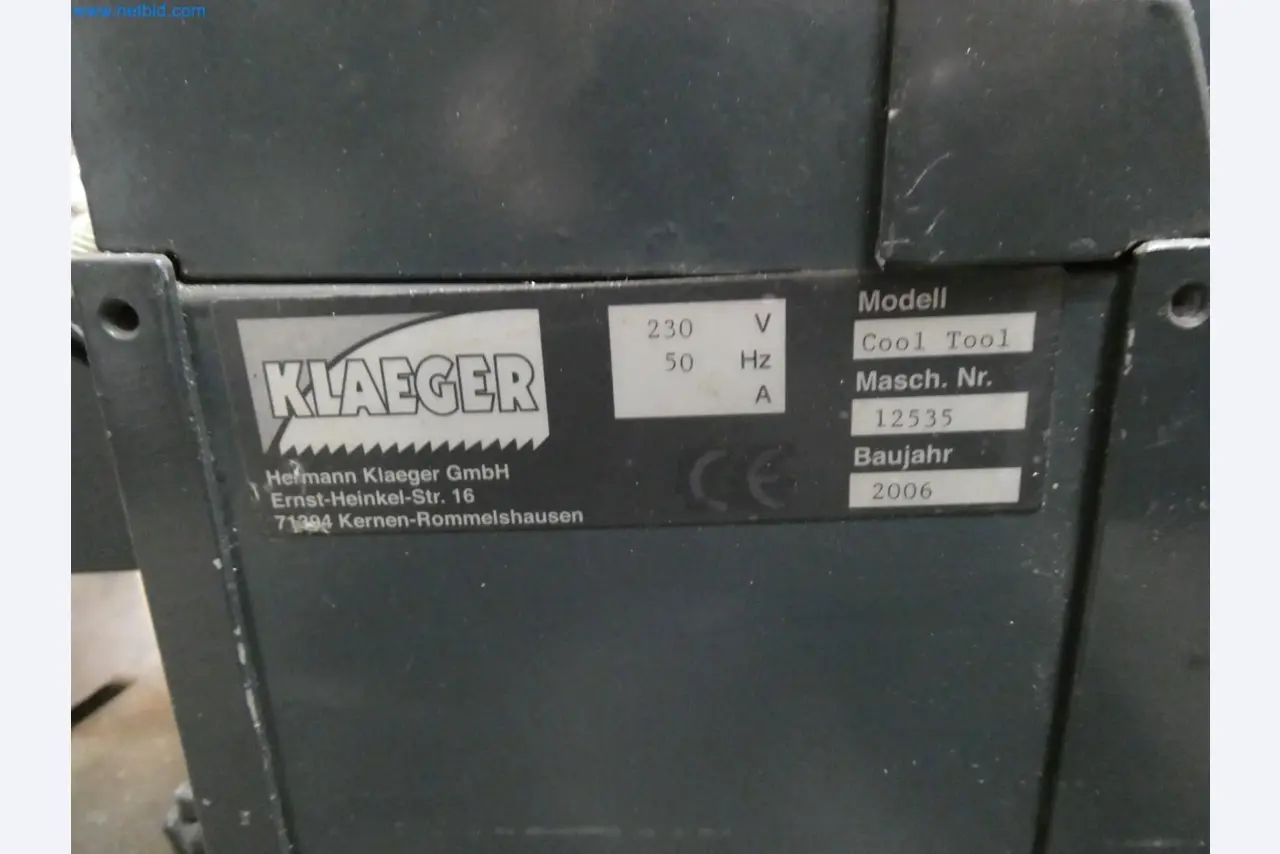 www.netbid.com
KLAEGER
Hermann Klaeger GmbH
Ernst-Heinkel-Str. 16
71394 Kernen-Rommelshausen
230 V
50 Hz
A
CE
Modell
Cool Tool
Masch. Nr.
12535
Baujahr
2006